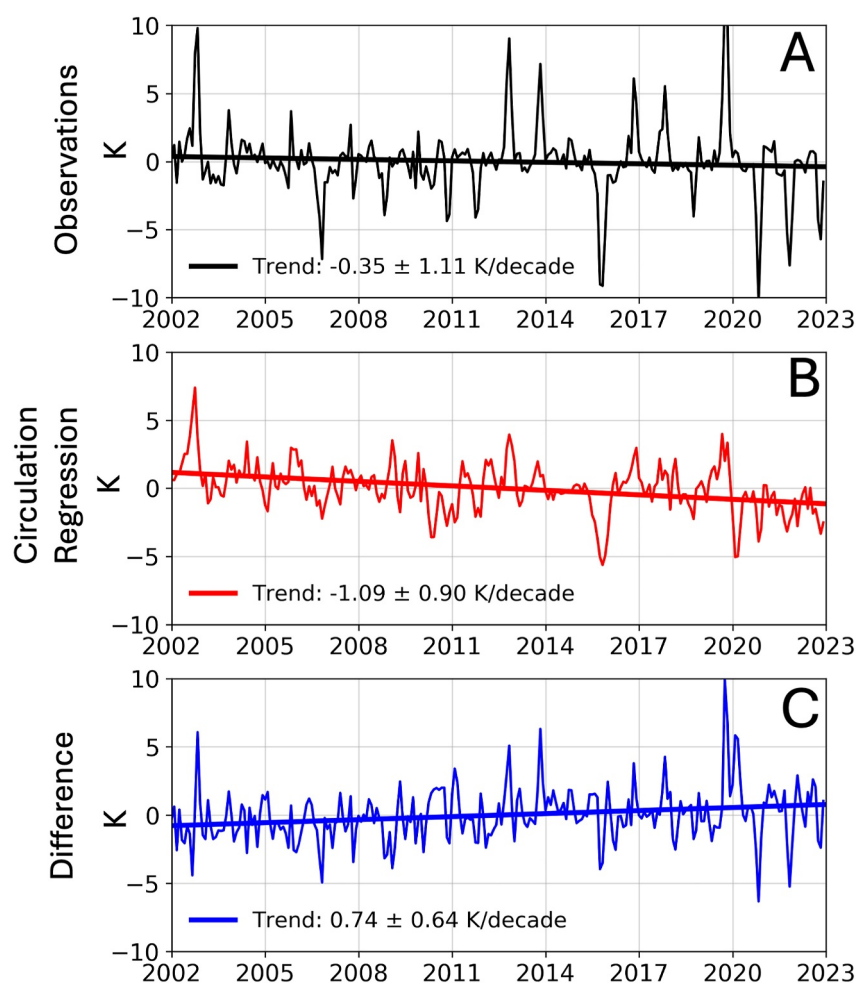 A
Observations
K
10
5
0
−5
−10
Trend: -0.35 ± 1.11 K/decade
2002 2005 2008 2011 2014 2017 2020 2023
B
Circulation
Regression
K
10
5
0
−5
−10
Trend: -1.09 ± 0.90 K/decade
2002 2005 2008 2011 2014 2017 2020 2023
C
Difference
K
10
5
0
−5
−10
Trend: 0.74 ± 0.64 K/decade
2002 2005 2008 2011 2014 2017 2020 2023